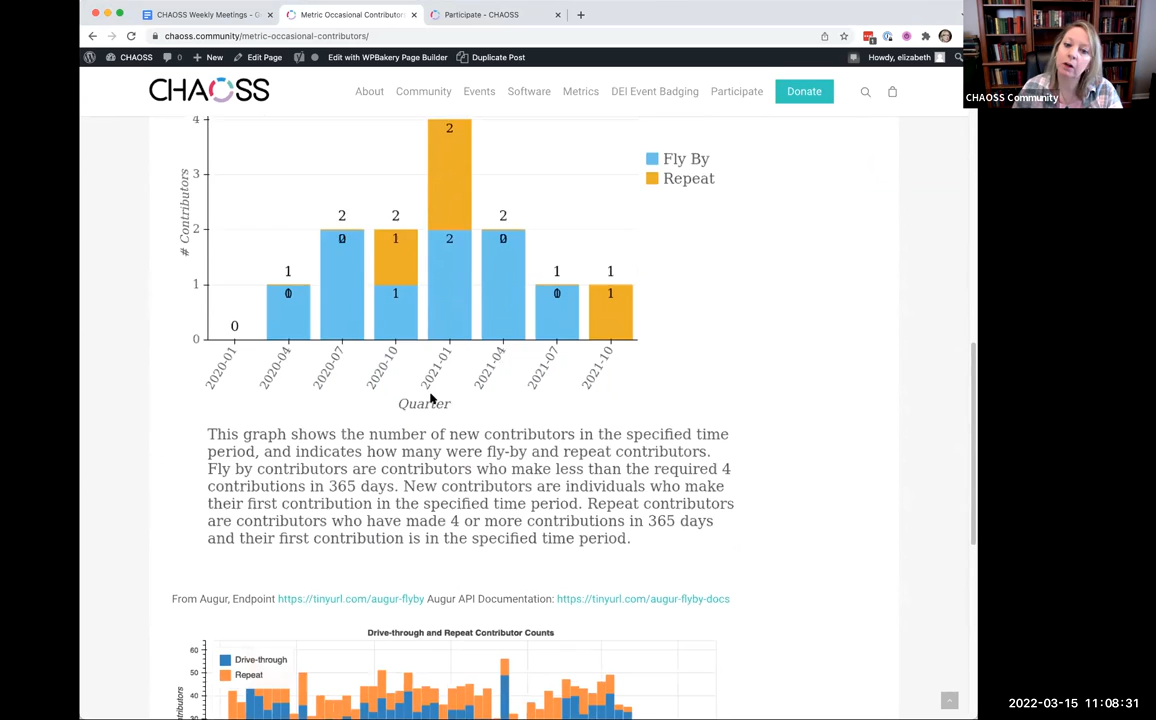 CHAOSS Weekly Meetings - G
Metric Occasional Contributors
Participate - CHAOSS
chaoss.community/metric-occasional-contributors/
CHAOSS 0 New Edit Page Edit with WPBakery Page Builder Duplicate Post Howdy, elizabeth
CHAOSS
About Community Events Software Metrics DEI Event Badging Participate Donate
CHAOSS Community
# Contributors
4
3
2
1
0
0
1
2
2
2
2
1
1
1
1
2
1
Fly By
Repeat
2020-01 2020-04 2020-07 2020-10 2021-01 2021-04 2021-07 2021-10
Quarter
This graph shows the number of new contributors in the specified time
period, and indicates how many were fly-by and repeat contributors.
Fly by contributors are contributors who make less than the required 4
contributions in 365 days. New contributors are individuals who make
their first contribution in the specified time period. Repeat contributors
are contributors who have made 4 or more contributions in 365 days
and their first contribution is in the specified time period.
From Augur, Endpoint https://tinyurl.com/augur-flyby Augur API Documentation: https://tinyurl.com/augur-flyby-docs
Drive-through and Repeat Contributor Counts
60
50
40
30
Drive-through
Repeat
2022-03-15 11:08:31